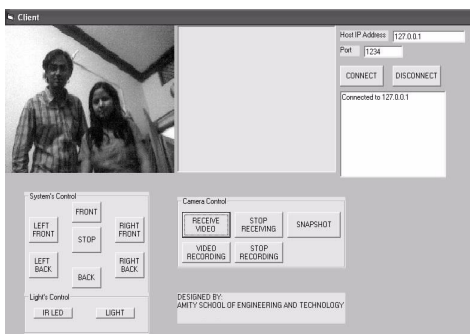 Client
Host IP Address 127.0.0.1
Port 1234
CONNECT DISCONNECT
Connected to 127.0.0.1
System's Control
FRONT
LEFT FRONT
RIGHT FRONT
STOP
LEFT BACK
RIGHT BACK
BACK
Light's Control
IR LED LIGHT
Camera Control
RECEIVE VIDEO
STOP RECEIVING
SNAPSHOT
VIDEO RECORDING
STOP RECORDING
DESIGNED BY:
AMITY SCHOOL OF ENGINEERING AND TECHNOLOGY